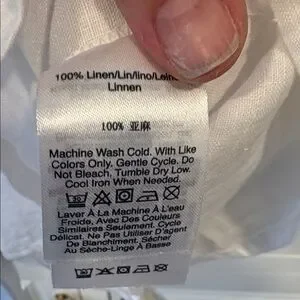 100% Linen/Lin/lino/Leinen
Linnen
100% 亚麻
Machine Wash Cold. With Like
Colors Only. Gentle Cycle. Do
Not Bleach. Tumble Dry Low.
Cool Iron When Needed.
Laver À La Machine À L'eau
Froide, Avec Des Couleurs
Similaires Seulement. Cycle
Délicat. Ne Pas Utiliser D'agent
De Blanchiment. Sécher
Au Sèche-Linge À Basse